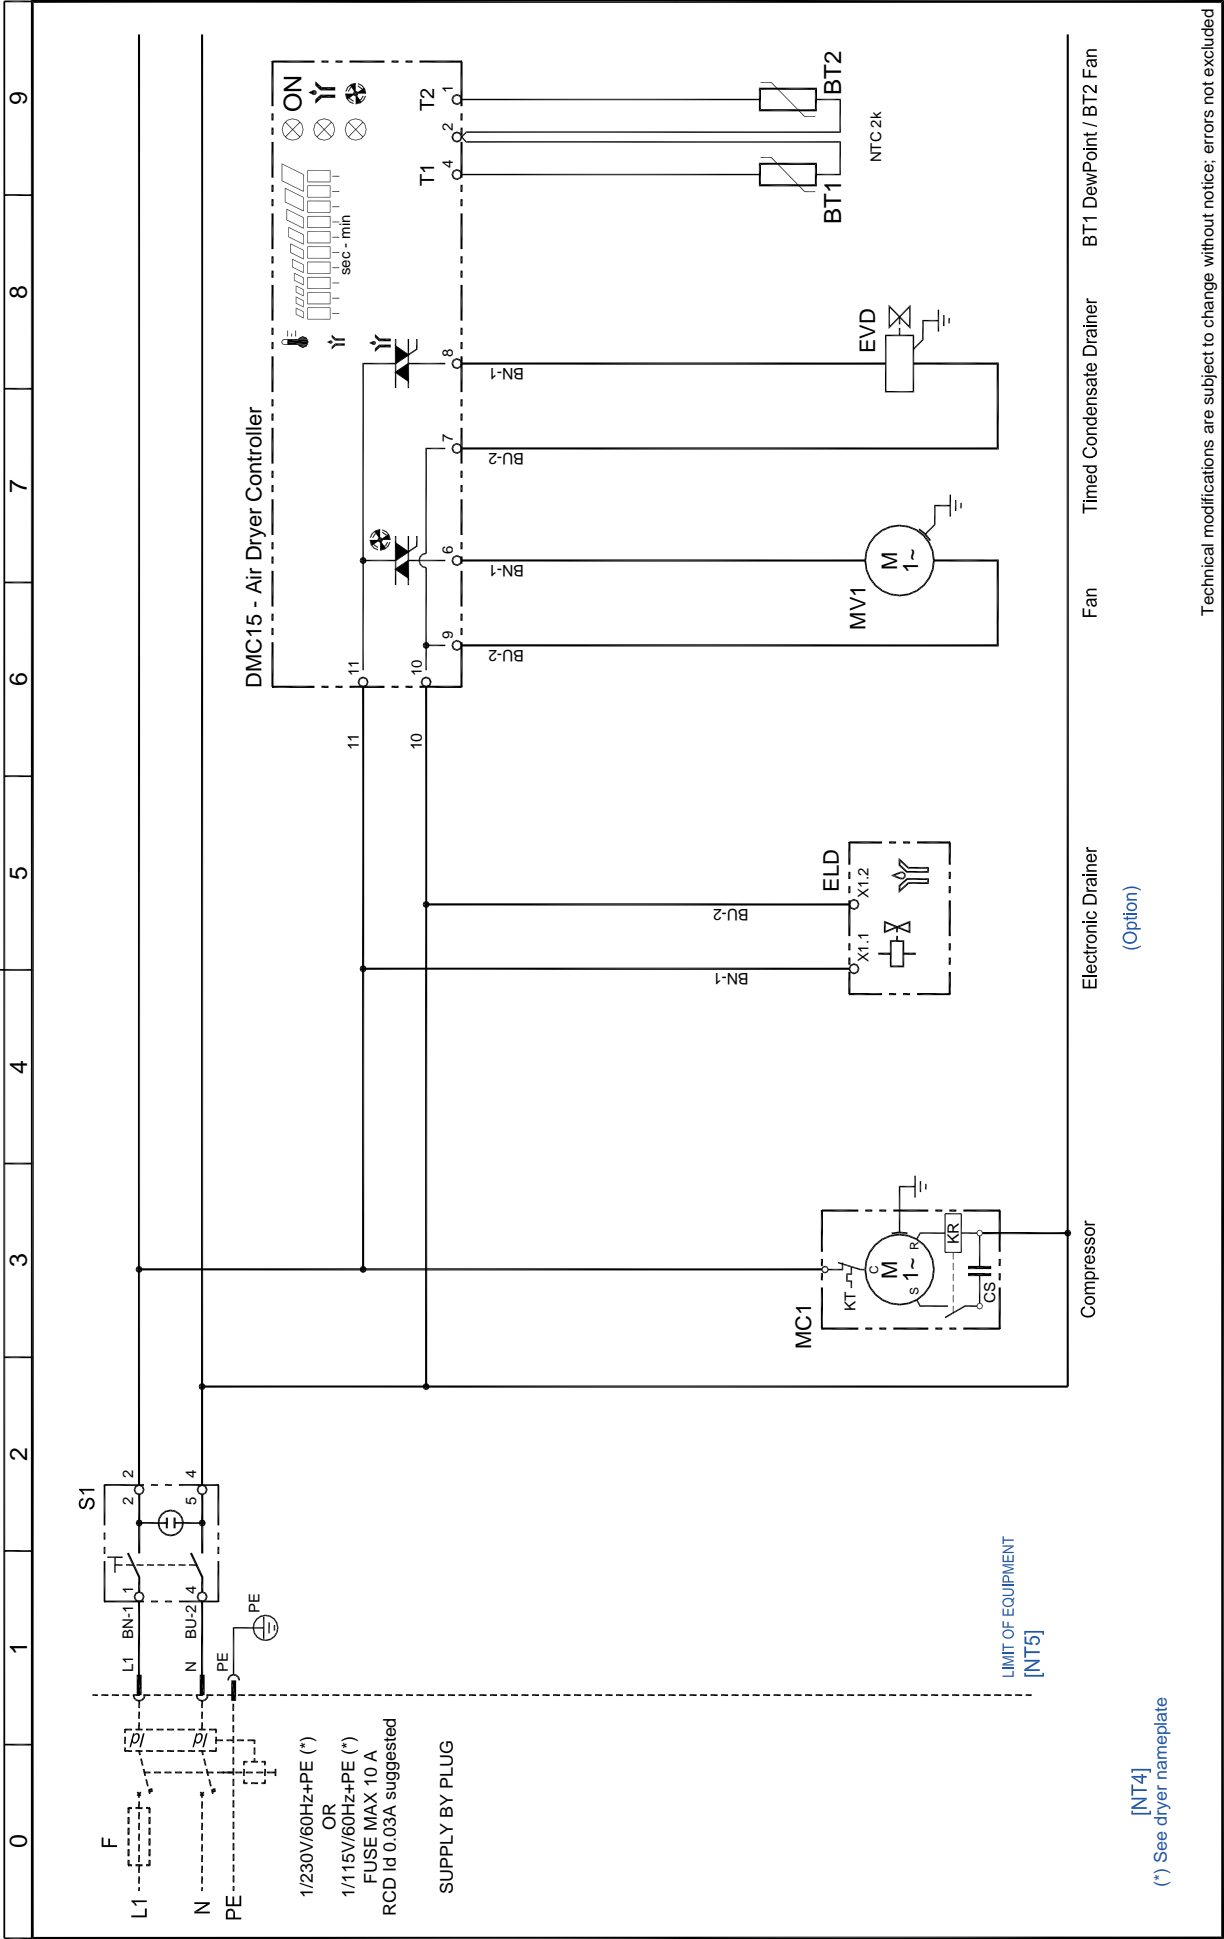 0 1 2 3 4 5 6 7 8 9
S1
L1 BN-1 1 2 2
N BU-2 4 5 4
PE
PE
F
L1
N
PE
Id
Id
1/230V/60Hz+PE (*)
OR
1/115V/60Hz+PE (*)
FUSE MAX 10 A
RCD Id 0.03A suggested
SUPPLY BY PLUG
LIMIT OF EQUIPMENT
[NT5]
[NT4]
(*) See dryer nameplate
DMC15 - Air Dryer Controller
sec - min
ON
11 11
10 10
9 6 7 8
T1 T2
4 2 1
BU-2 BN-1 BU-2 BN-1
BN-1 BU-2
MC1
KT
C
M
1~
S R
KR
CS
ELD
X1.1 X1.2
MV1
M
1~
EVD
BT1 BT2
NTC 2k
Compressor
Electronic Drainer
(Option)
Fan
Timed Condensate Drainer
BT1 DewPoint / BT2 Fan
Technical modifications are subject to change without notice; errors not excluded